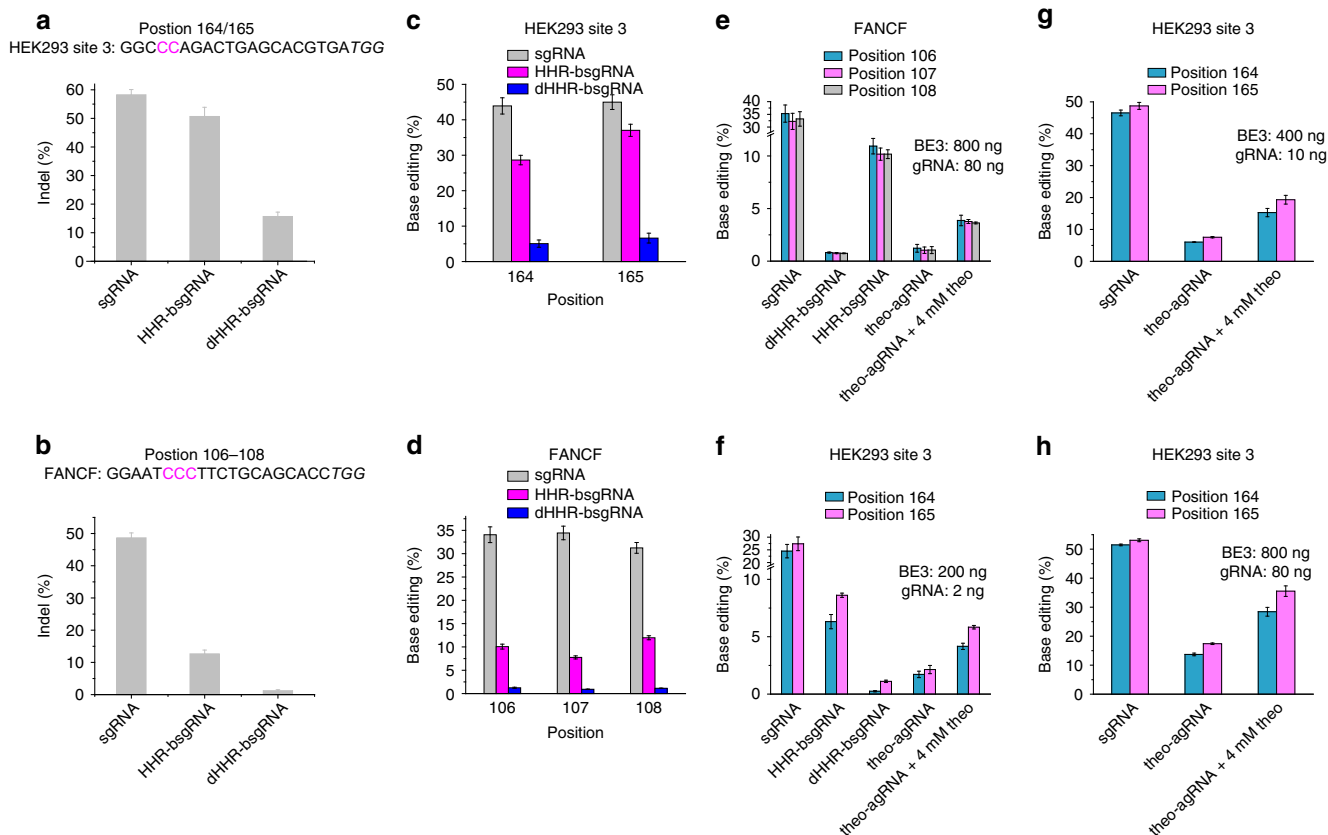 a
Postion 164/165
HEK293 site 3: GGCCCAGACTGAGCACGTGATGG
Indel (%)
60
50
40
30
20
10
0
sgRNA
HHR-bsgRNA
dHHR-bsgRNA
b
Postion 106–108
FANCF: GGAATCCCTTCTGCAGCACCTGG
Indel (%)
50
40
30
20
10
0
sgRNA
HHR-bsgRNA
dHHR-bsgRNA
c
HEK293 site 3
sgRNA
HHR-bsgRNA
dHHR-bsgRNA
Base editing (%)
50
45
40
35
30
25
20
15
10
5
0
164
165
Position
d
FANCF
sgRNA
HHR-bsgRNA
dHHR-bsgRNA
Base editing (%)
35
30
25
20
15
10
5
0
106
107
108
Position
e
FANCF
Position 106
Position 107
Position 108
BE3: 800 ng
gRNA: 80 ng
Base editing (%)
40
35
30
10
5
0
sgRNA
dHHR-bsgRNA
HHR-bsgRNA
theo-agRNA
theo-agRNA + 4 mM theo
f
HEK293 site 3
Position 164
Position 165
BE3: 200 ng
gRNA: 2 ng
Base editing (%)
30
25
20
10
5
0
sgRNA
HHR-bsgRNA
dHHR-bsgRNA
theo-agRNA
theo-agRNA + 4 mM theo
g
HEK293 site 3
Position 164
Position 165
BE3: 400 ng
gRNA: 10 ng
Base editing (%)
50
40
30
20
10
0
sgRNA
theo-agRNA
theo-agRNA + 4 mM theo
h
HEK293 site 3
Position 164
Position 165
BE3: 800 ng
gRNA: 80 ng
Base editing (%)
50
40
30
20
10
0
sgRNA
theo-agRNA
theo-agRNA + 4 mM theo